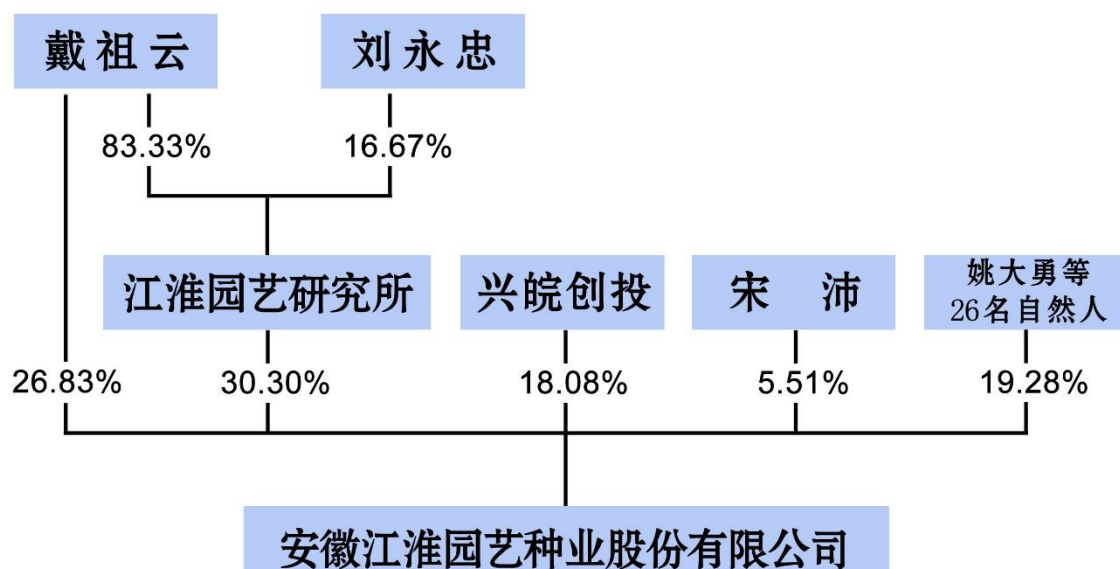 戴祖云
刘永忠
83.33%
16.67%
江淮园艺研究所
兴皖创投
宋 沛
姚大勇等
26名自然人
26.83%
30.30%
18.08%
5.51%
19.28%
安徽江淮园艺种业股份有限公司